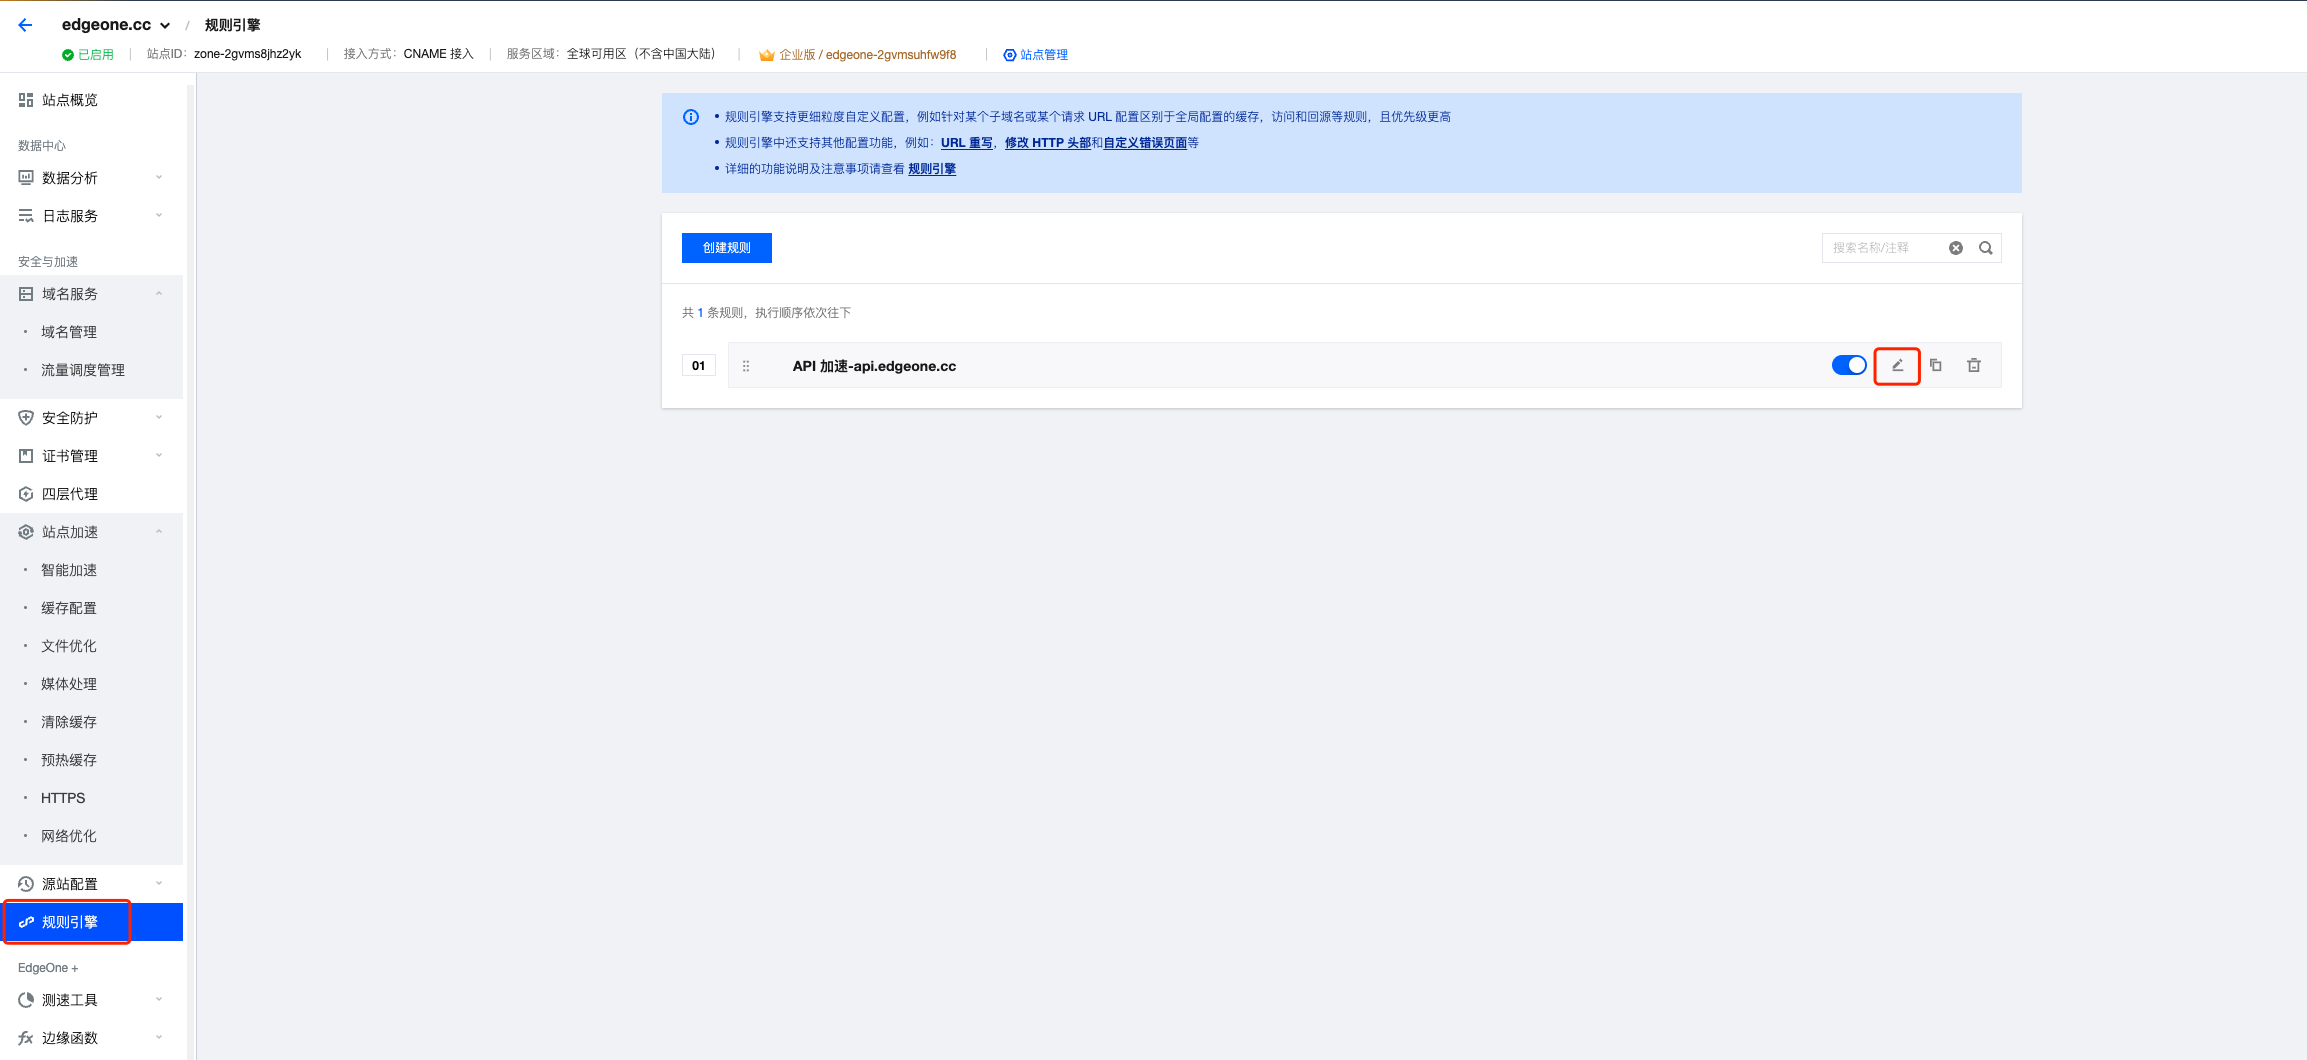 edgeone.cc / 规则引擎
已启用 | 站点ID: zone-2gvms8jhz2yk | 接入方式: CNAME 接入 | 服务区域: 全球可用区（不含中国大陆） | 企业版 / edgeone-2gvmsuhfw9f8 | 站点管理
站点概览
数据中心
数据分析
日志服务
安全与加速
域名服务
域名管理
流量调度管理
安全防护
证书管理
四层代理
站点加速
智能加速
缓存配置
文件优化
媒体处理
清除缓存
预热缓存
HTTPS
网络优化
源站配置
规则引擎
EdgeOne +
测速工具
边缘函数
• 规则引擎支持更细粒度自定义配置，例如针对某个子域名或某个请求 URL 配置区别于全局配置的缓存，访问和回源等规则，且优先级更高
• 规则引擎中还支持其他配置功能，例如：URL 重写，修改 HTTP 头部和自定义错误页面等
• 详细的功能说明及注意事项请查看 规则引擎
创建规则
搜索名称/注释
共 1 条规则，执行顺序依次往下
01 API 加速-api.edgeone.cc